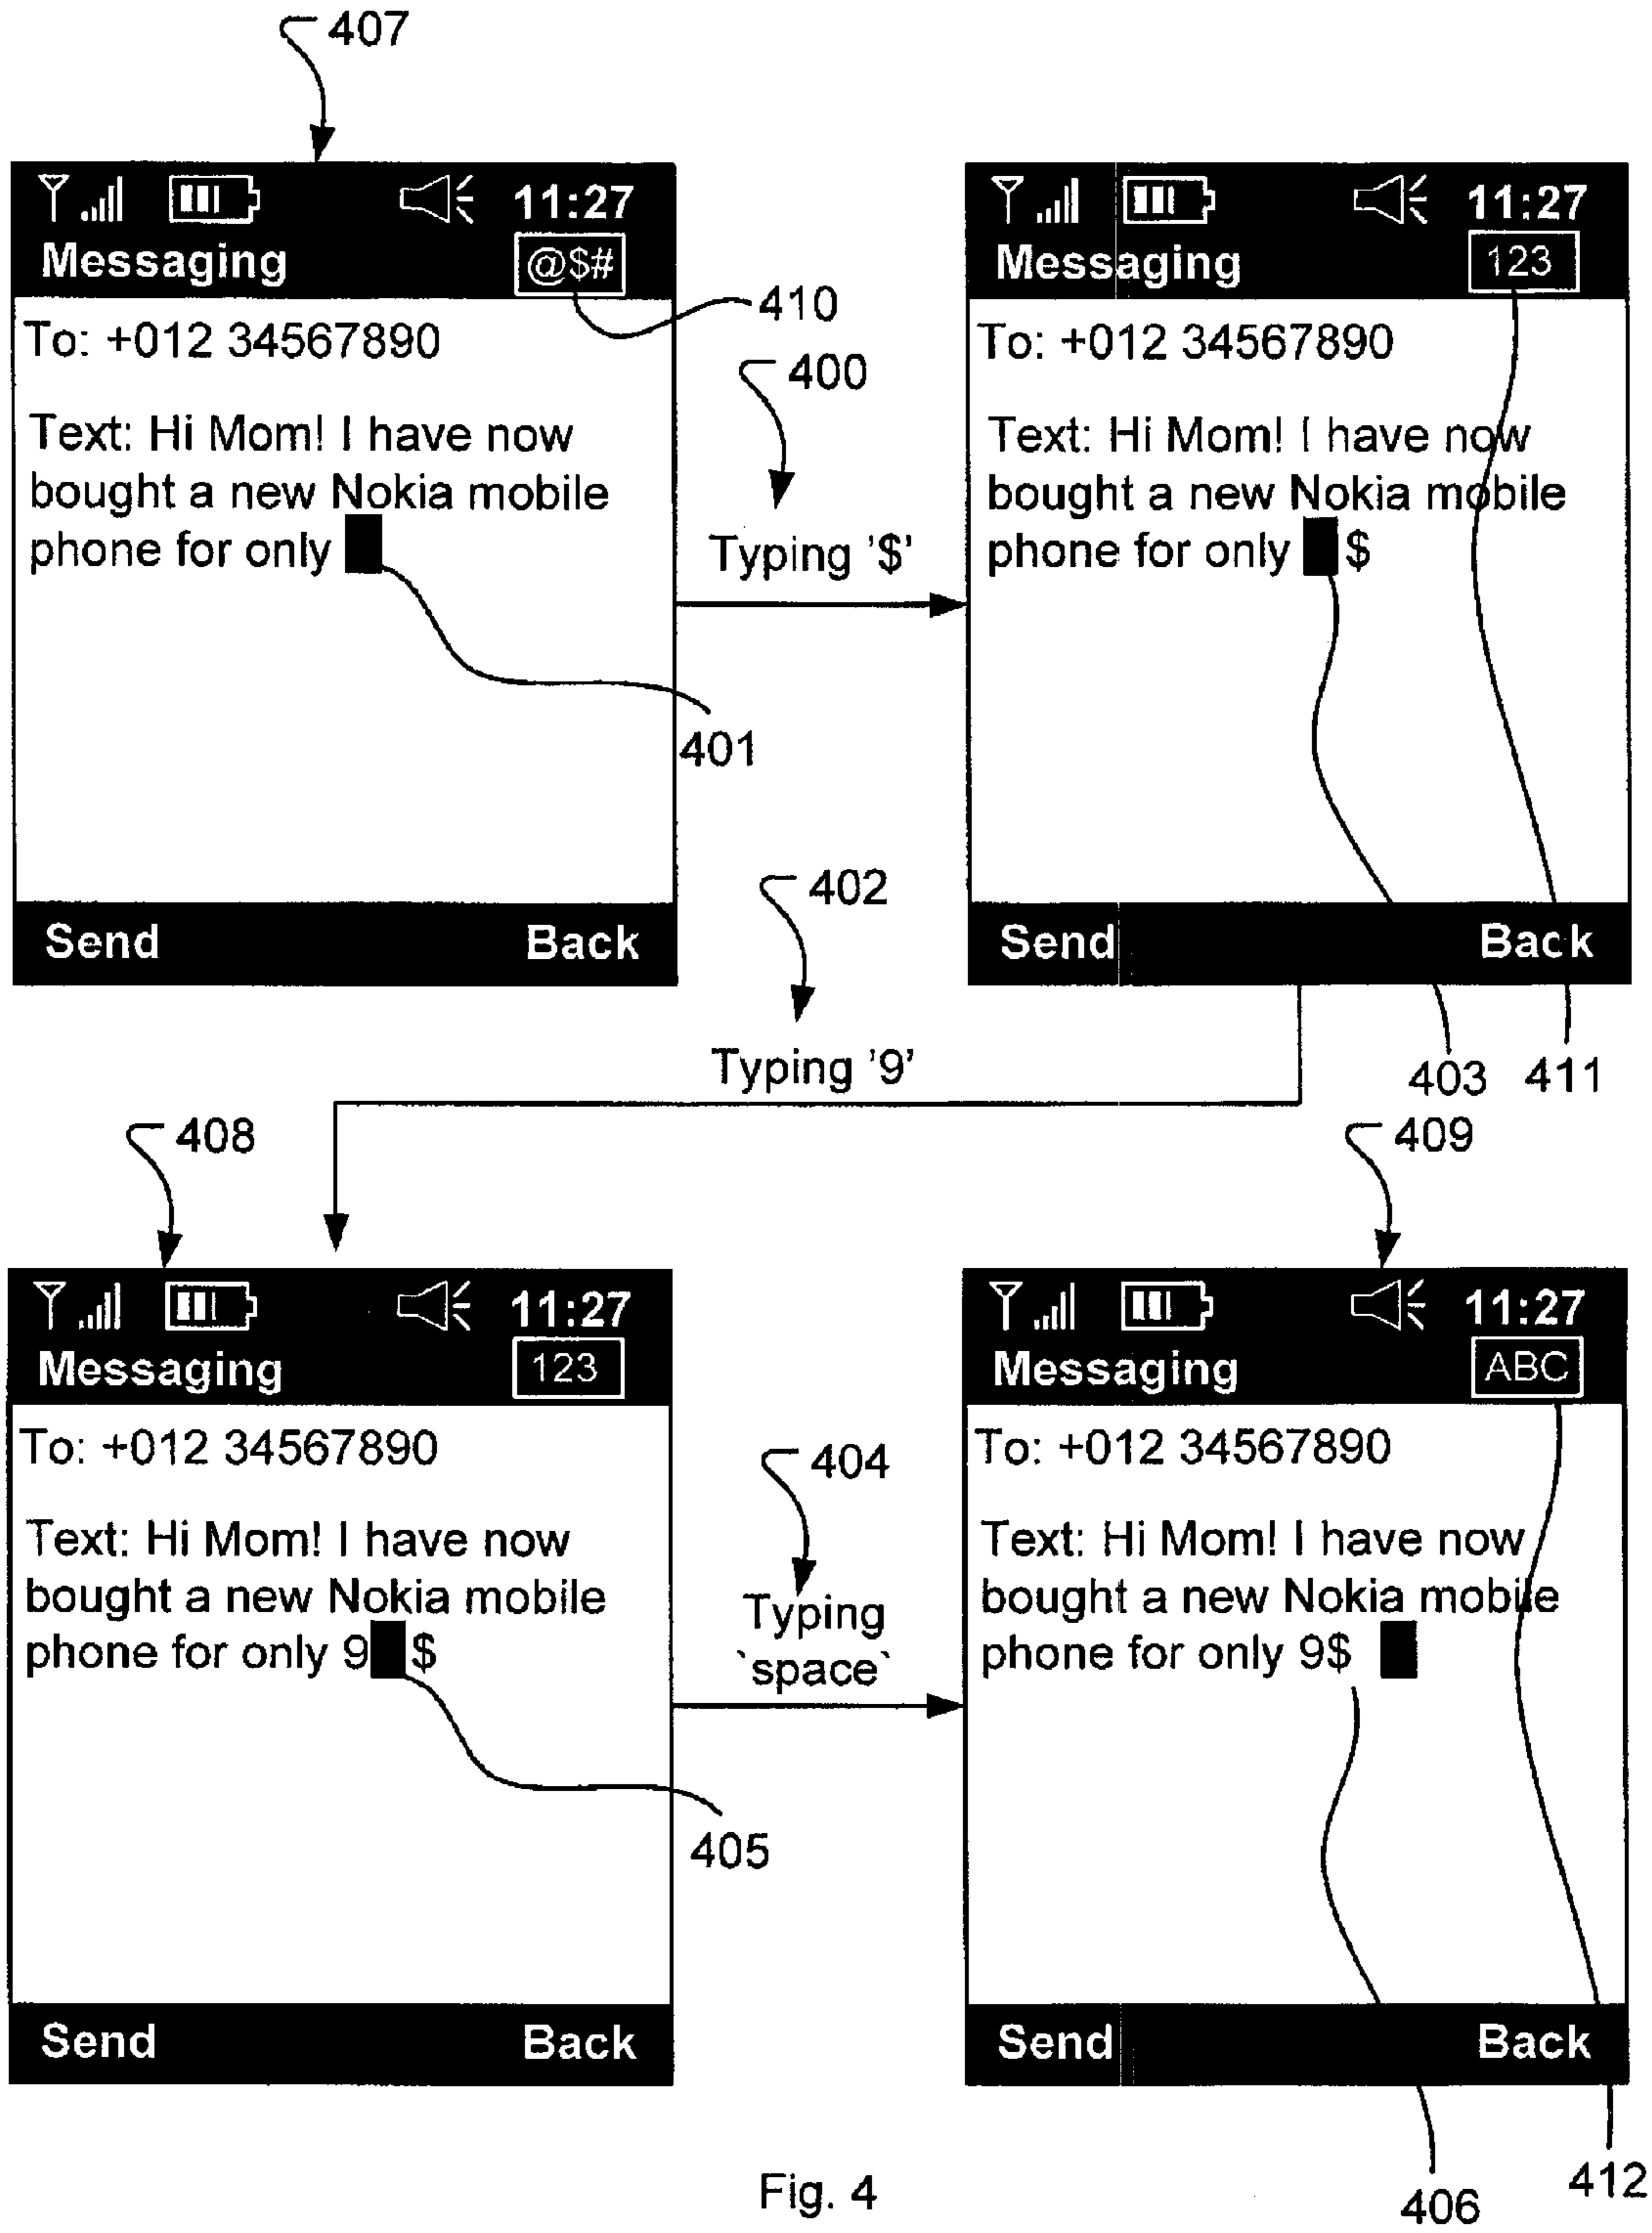 407
11:27
Messaging @$#
To: +012 34567890
Text: Hi Mom! I have now
bought a new Nokia mobile
phone for only
Send Back
410
400
Typing '$'
401
11:27
Messaging 123
To: +012 34567890
Text: Hi Mom! I have now
bought a new Nokia mobile
phone for only $
Send Back
402
Typing '9'
403 411
408
11:27
Messaging 123
To: +012 34567890
Text: Hi Mom! I have now
bought a new Nokia mobile
phone for only 9 $
Send Back
404
Typing
`space`
405
409
11:27
Messaging ABC
To: +012 34567890
Text: Hi Mom! I have now
bought a new Nokia mobile
phone for only 9$
Send Back
406 412
Fig. 4